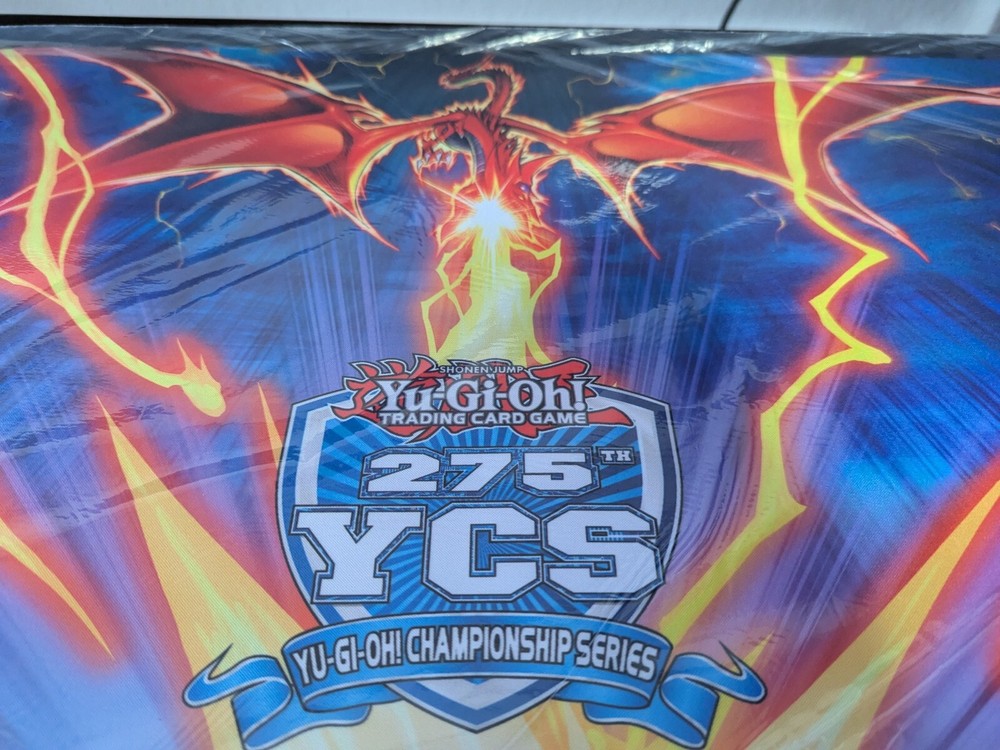 SHONEN JUMP
Yu-Gi-Oh!
TRADING CARD GAME
275TH
YCS
YU-GI-OH! CHAMPIONSHIP SERIES